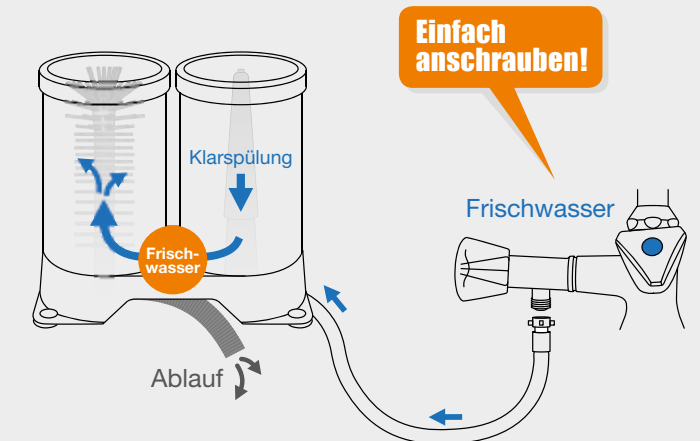 Einfach
anschrauben!
Klarspülung
Frischwasser
Frisch-
wasser
Ablauf